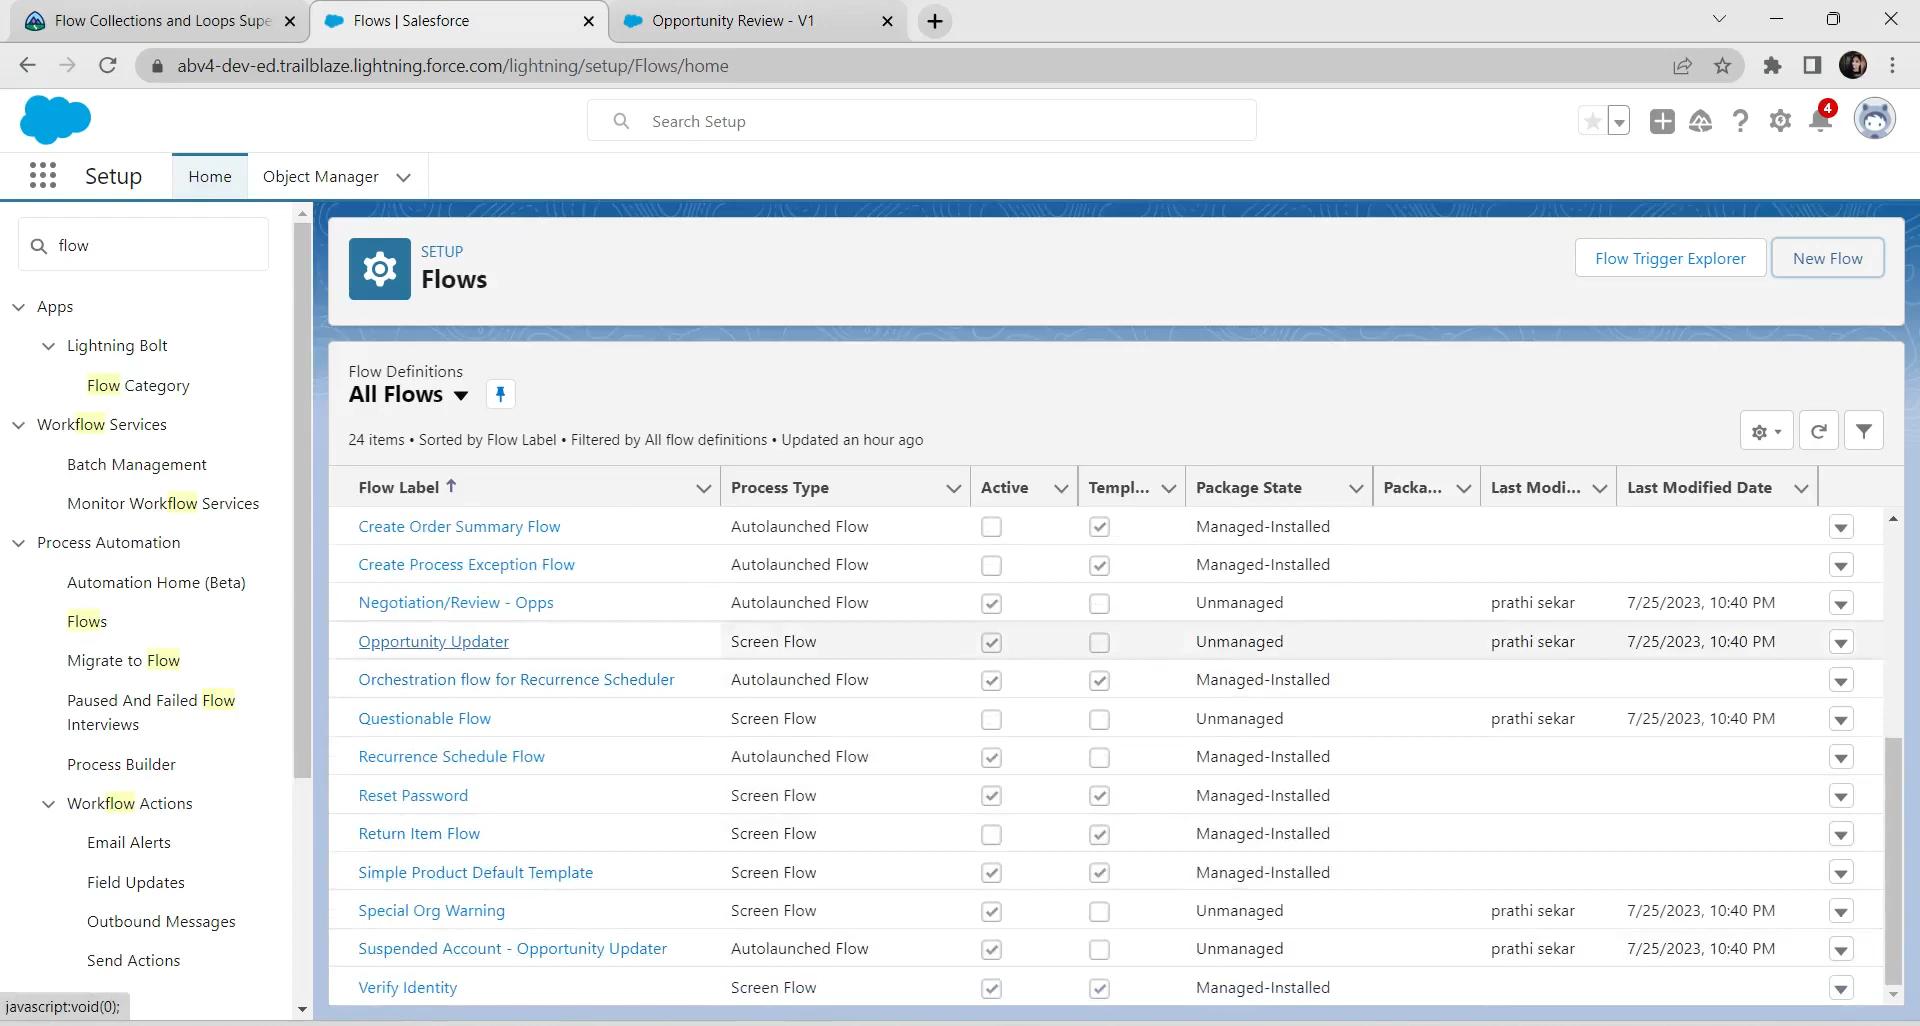 Flow Collections and Loops Supe
Flows | Salesforce
Opportunity Review - V1
abv4-dev-ed.trailblaze.lightning.force.com/lightning/setup/Flows/home
Search Setup
4
Setup
Home
Object Manager
flow
Apps
Lightning Bolt
Flow Category
Workflow Services
Batch Management
Monitor Workflow Services
Process Automation
Automation Home (Beta)
Flows
Migrate to Flow
Paused And Failed Flow
Interviews
Process Builder
Workflow Actions
Email Alerts
Field Updates
Outbound Messages
Send Actions
javascript:void(0);
SETUP
Flows
Flow Trigger Explorer
New Flow
Flow Definitions
All Flows
24 items • Sorted by Flow Label • Filtered by All flow definitions • Updated an hour ago
Flow Label Process Type Active Templ... Package State Packa... Last Modi... Last Modified Date
Create Order Summary Flow Autolaunched Flow Managed-Installed
Create Process Exception Flow Autolaunched Flow Managed-Installed
Negotiation/Review - Opps Autolaunched Flow Unmanaged prathi sekar 7/25/2023, 10:40 PM
Opportunity Updater Screen Flow Unmanaged prathi sekar 7/25/2023, 10:40 PM
Orchestration flow for Recurrence Scheduler Autolaunched Flow Managed-Installed
Questionable Flow Screen Flow Unmanaged prathi sekar 7/25/2023, 10:40 PM
Recurrence Schedule Flow Autolaunched Flow Managed-Installed
Reset Password Screen Flow Managed-Installed
Return Item Flow Screen Flow Managed-Installed
Simple Product Default Template Screen Flow Managed-Installed
Special Org Warning Screen Flow Unmanaged prathi sekar 7/25/2023, 10:40 PM
Suspended Account - Opportunity Updater Autolaunched Flow Unmanaged prathi sekar 7/25/2023, 10:40 PM
Verify Identity Screen Flow Managed-Installed